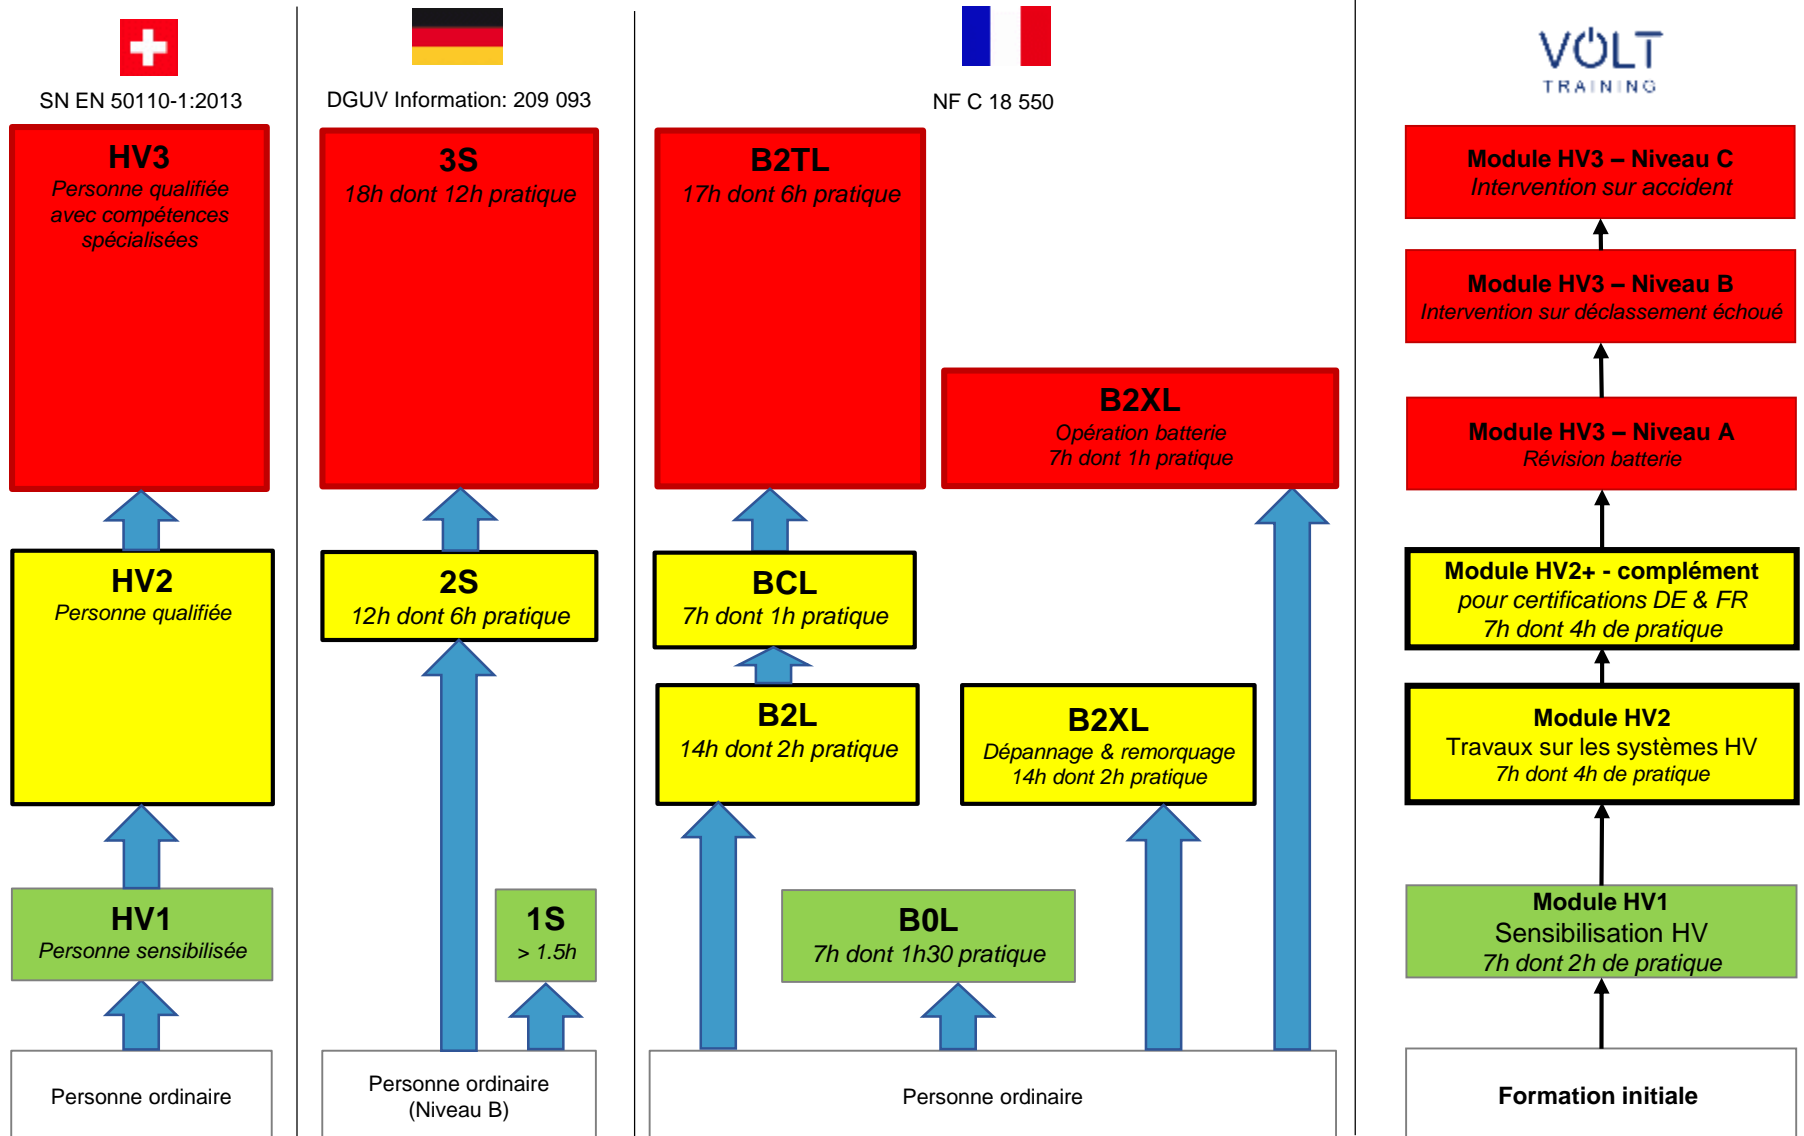 SN EN 50110-1:2013
HV3
Personne qualifiée
avec compétences
spécialisées
HV2
Personne qualifiée
HV1
Personne sensibilisée
Personne ordinaire
DGUV Information: 209 093
3S
18h dont 12h pratique
2S
12h dont 6h pratique
1S
> 1.5h
Personne ordinaire
(Niveau B)
NF C 18 550
B2TL
17h dont 6h pratique
B2XL
Opération batterie
7h dont 1h pratique
BCL
7h dont 1h pratique
B2L
14h dont 2h pratique
B2XL
Dépannage & remorquage
14h dont 2h pratique
B0L
7h dont 1h30 pratique
Personne ordinaire
VOLT
TRAINING
Module HV3 – Niveau C
Intervention sur accident
Module HV3 – Niveau B
Intervention sur déclassement échoué
Module HV3 – Niveau A
Révision batterie
Module HV2+ - complément
pour certifications DE & FR
7h dont 4h de pratique
Module HV2
Travaux sur les systèmes HV
7h dont 4h de pratique
Module HV1
Sensibilisation HV
7h dont 2h de pratique
Formation initiale